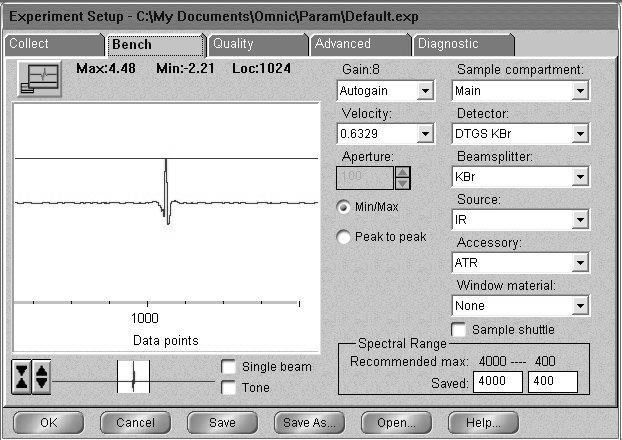 Experiment Setup - C:\My Documents\Omnic\Param\Default.exp
Collect Bench Quality Advanced Diagnostic
Max:4.48 Min:-2.21 Loc:1024
Gain:8
Autogain
Velocity:
0.6329
Aperture:
100
Min/Max
Peak to peak
Sample compartment:
Main
Detector:
DTGS KBr
Beamsplitter:
KBr
Source:
IR
Accessory:
ATR
Window material:
None
Sample shuttle
1000
Data points
Single beam
Tone
Spectral Range
Recommended max: 4000 ---- 400
Saved: 4000 400
OK Cancel Save Save As... Open... Help...